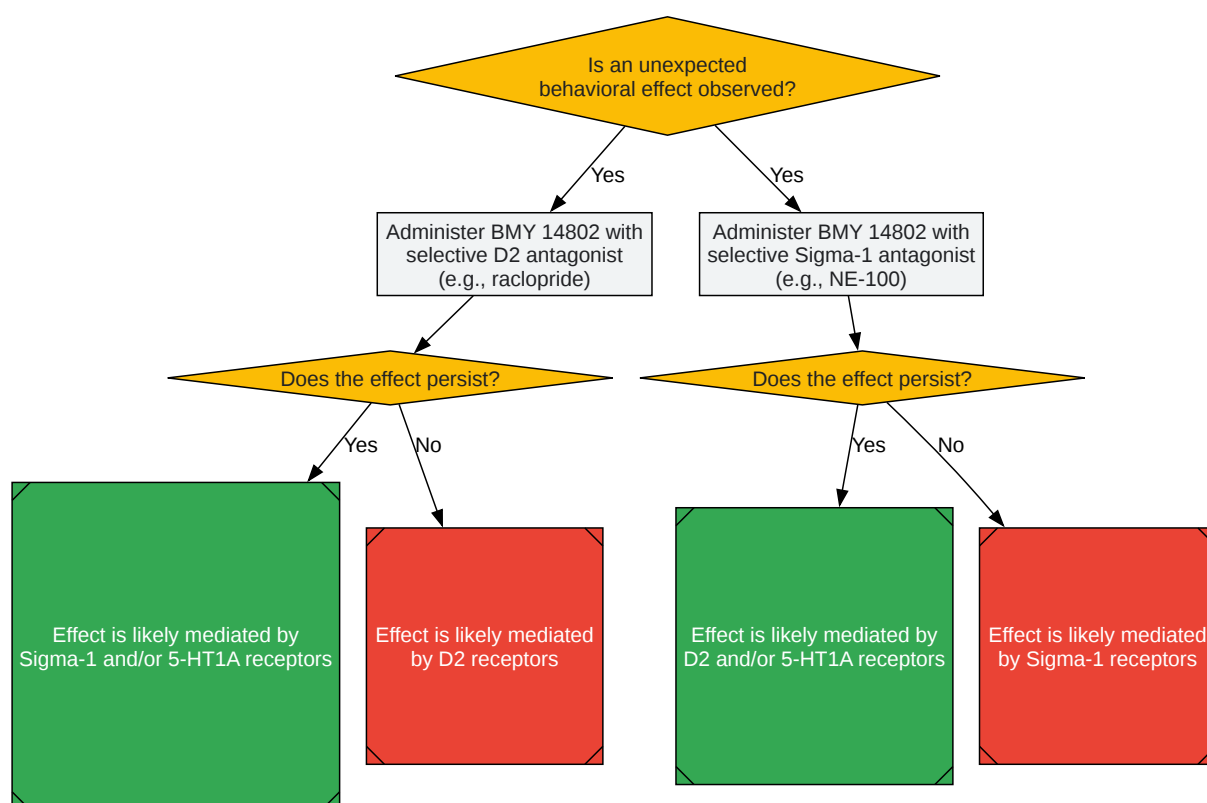 Is an unexpected
behavioral effect observed?
Yes
Yes
Administer BMY 14802 with
selective D2 antagonist
(e.g., raclopride)
Administer BMY 14802 with
selective Sigma-1 antagonist
(e.g., NE-100)
Does the effect persist?
Does the effect persist?
Yes
No
Yes
No
Effect is likely mediated by
Sigma-1 and/or 5-HT1A receptors
Effect is likely mediated
by D2 receptors
Effect is likely mediated by
D2 and/or 5-HT1A receptors
Effect is likely mediated
by Sigma-1 receptors